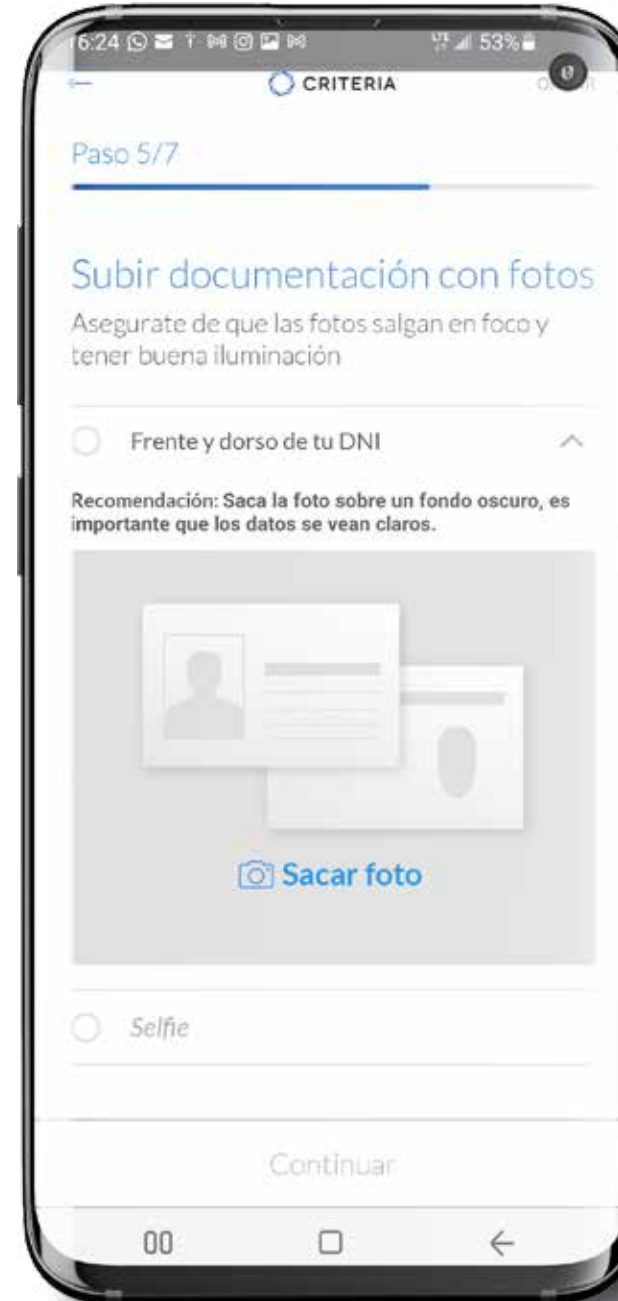 16:24 53%
CRITERIA
Paso 5/7
Subir documentación con fotos
Asegurate de que las fotos salgan en foco y
tener buena iluminación
Frente y dorso de tu DNI
Recomendación: Saca la foto sobre un fondo oscuro, es
importante que los datos se vean claros.
Sacar foto
Selfie
Continuar